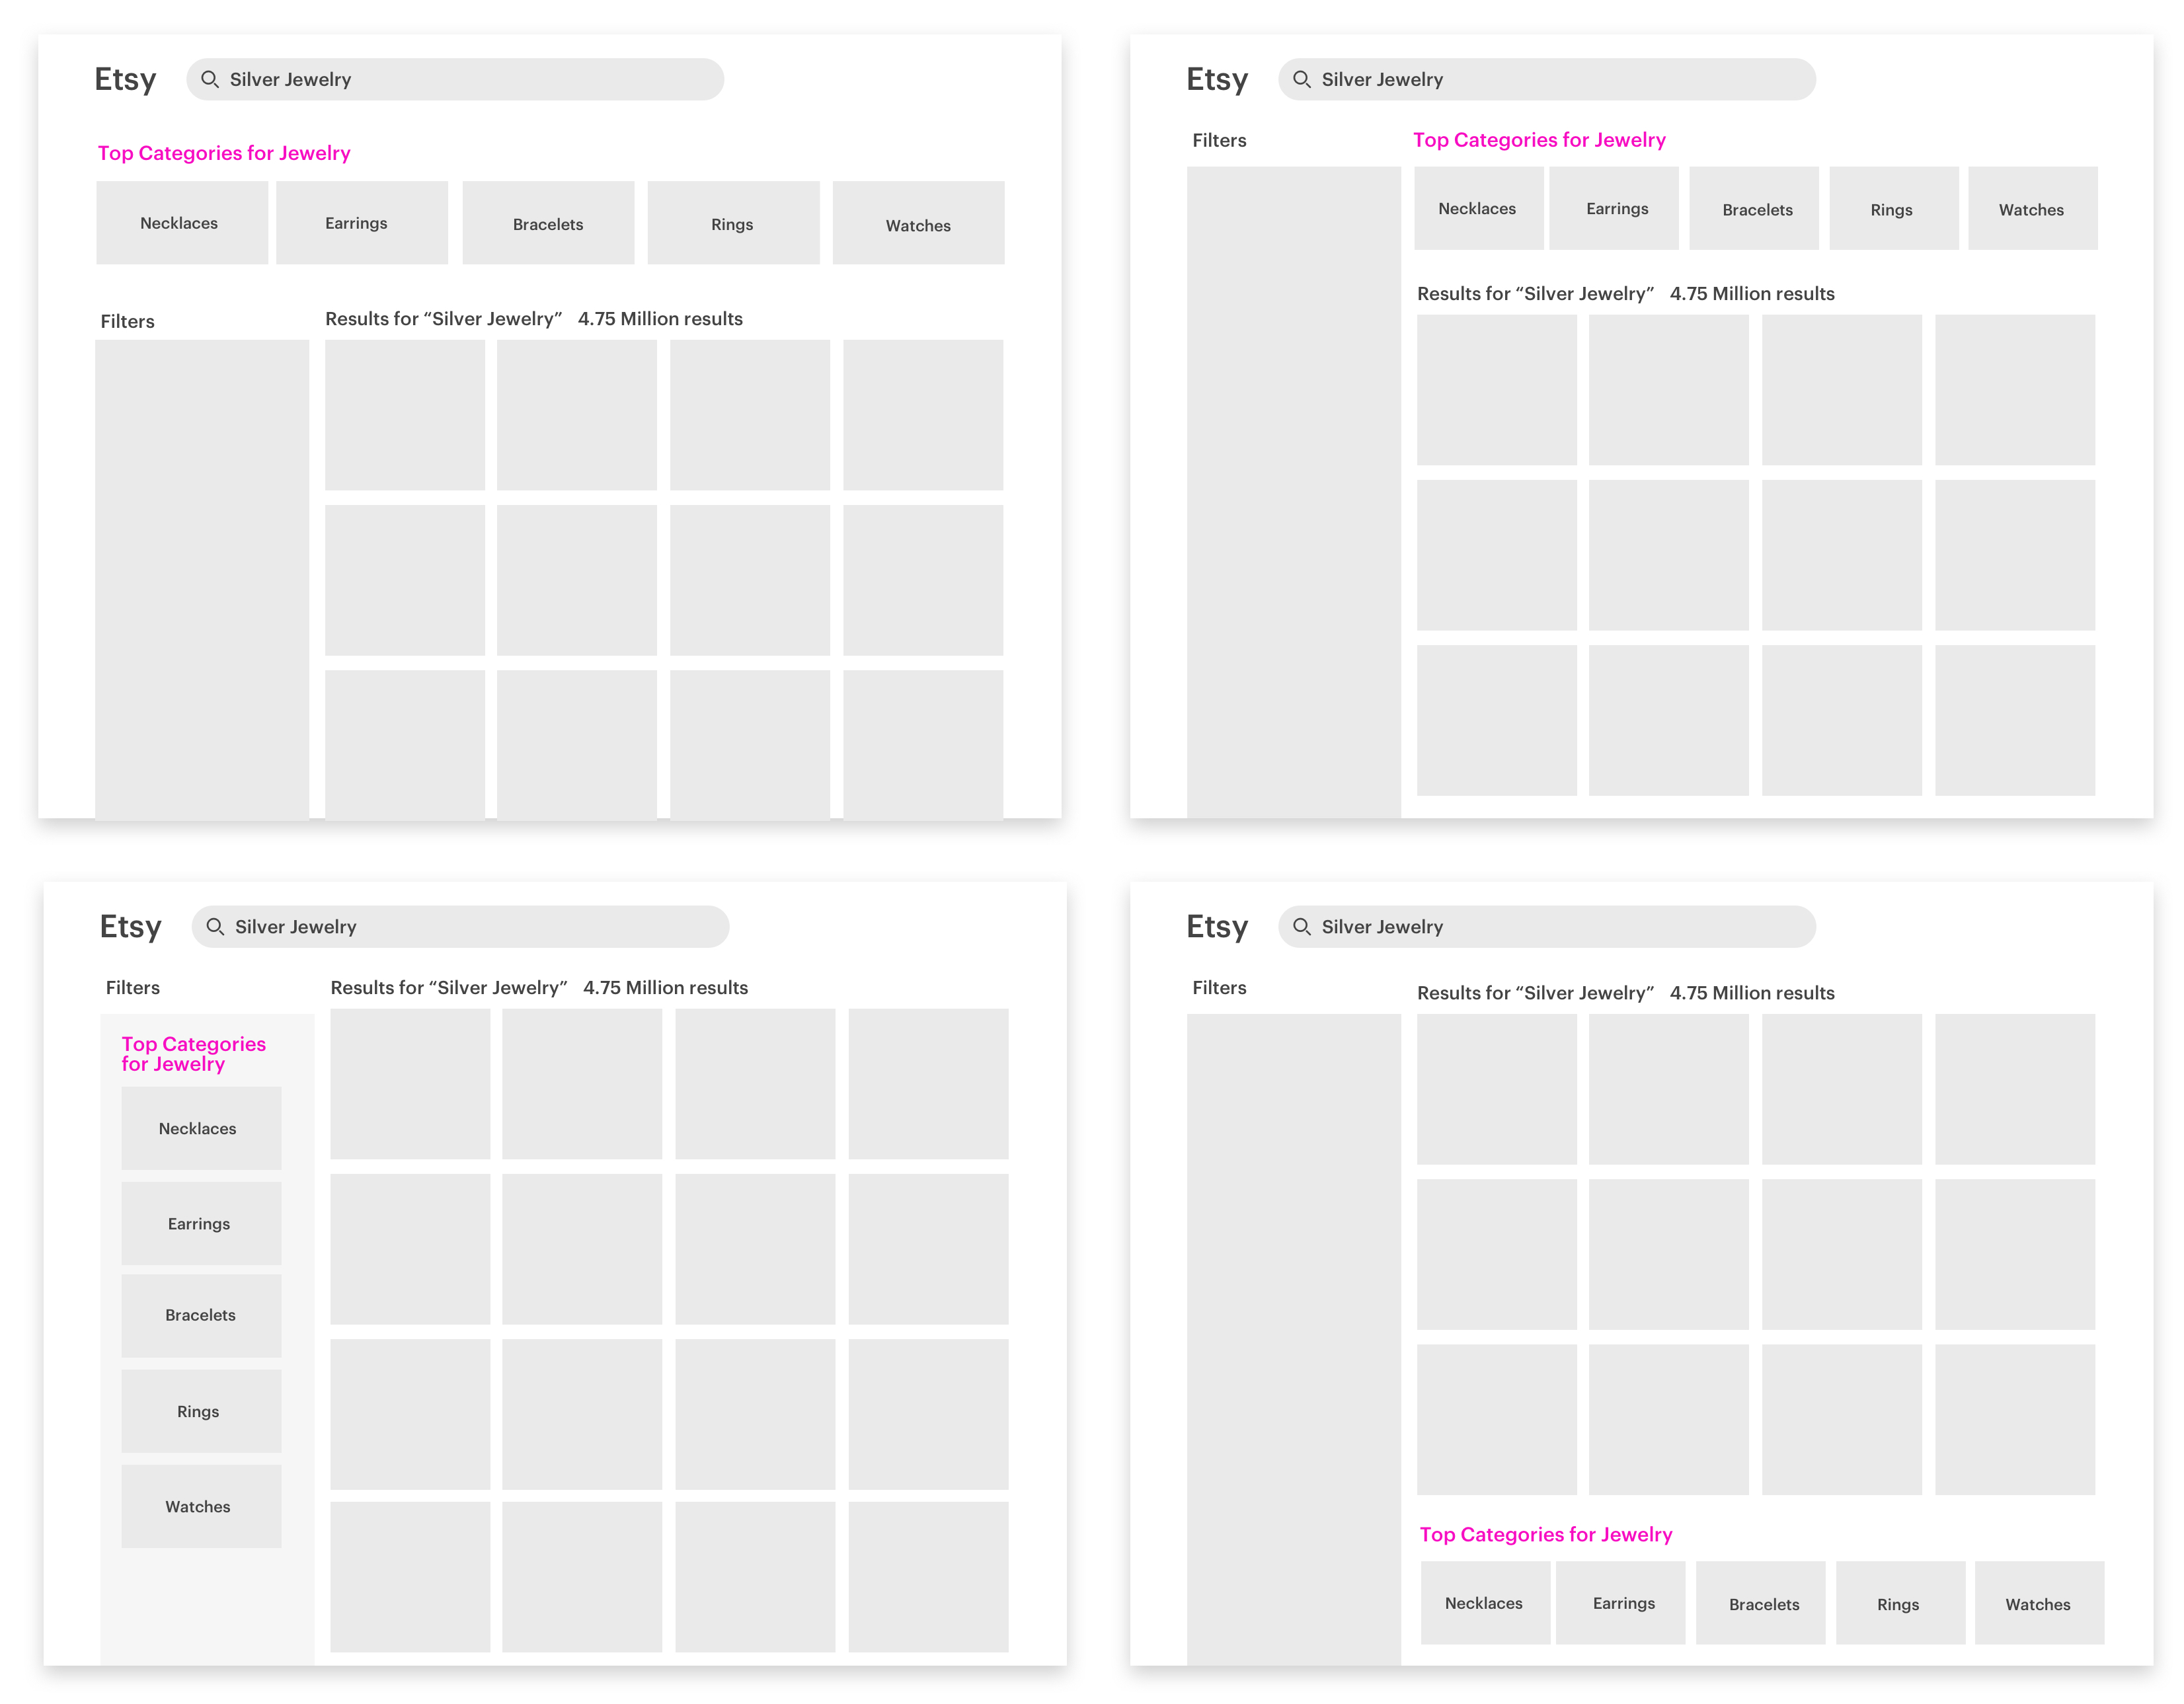 Etsy
Silver Jewelry
Top Categories for Jewelry
Necklaces Earrings Bracelets Rings Watches
Filters
Results for “Silver Jewelry” 4.75 Million results
Etsy
Silver Jewelry
Filters
Top Categories for Jewelry
Necklaces Earrings Bracelets Rings Watches
Results for “Silver Jewelry” 4.75 Million results
Etsy
Silver Jewelry
Filters
Top Categories
for Jewelry
Necklaces
Earrings
Bracelets
Rings
Watches
Results for “Silver Jewelry” 4.75 Million results
Etsy
Silver Jewelry
Filters
Results for “Silver Jewelry” 4.75 Million results
Top Categories for Jewelry
Necklaces Earrings Bracelets Rings Watches